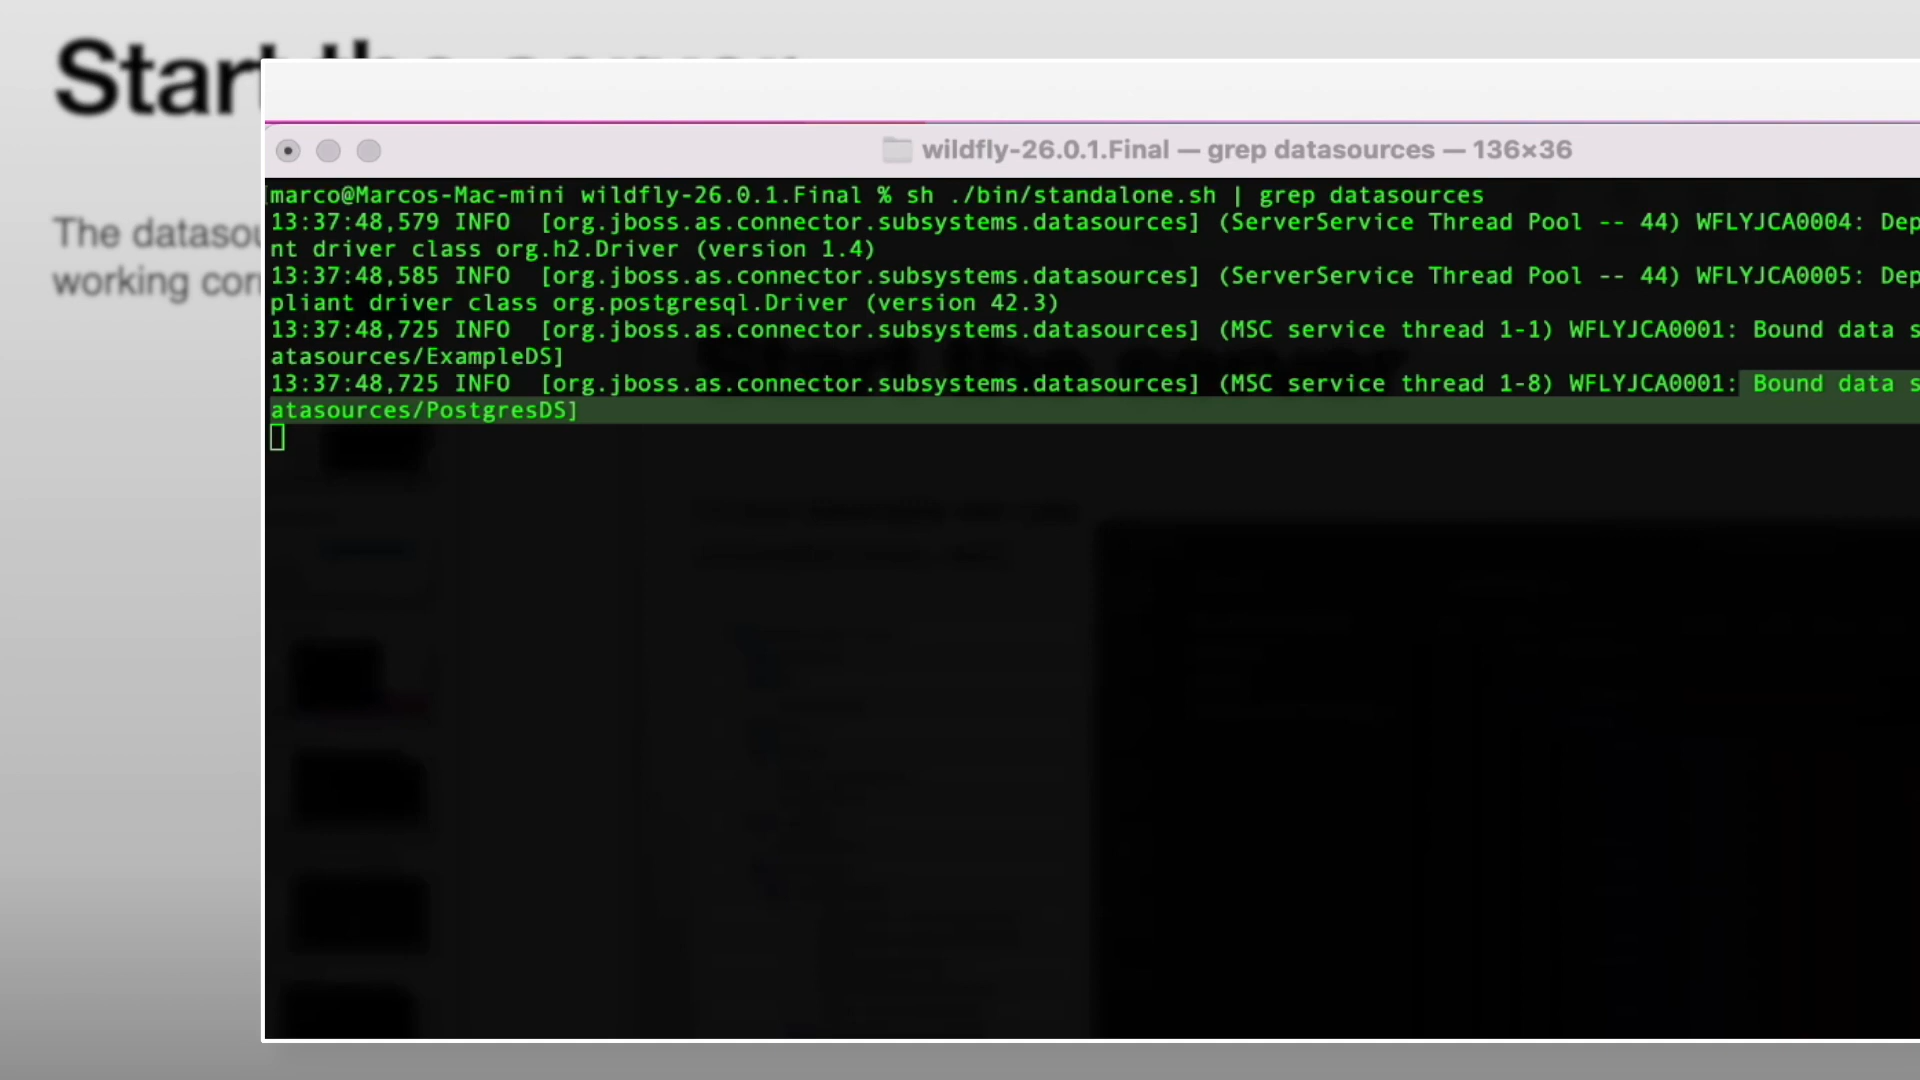 Start the server
The datasou
working con
wildfly-26.0.1.Final — grep datasources — 136×36
marco@Marcos-Mac-mini wildfly-26.0.1.Final % sh ./bin/standalone.sh | grep datasources
13:37:48,579 INFO [org.jboss.as.connector.subsystems.datasources] (ServerService Thread Pool -- 44) WFLYJCA0004: Dep
nt driver class org.h2.Driver (version 1.4)
13:37:48,585 INFO [org.jboss.as.connector.subsystems.datasources] (ServerService Thread Pool -- 44) WFLYJCA0005: Dep
pliant driver class org.postgresql.Driver (version 42.3)
13:37:48,725 INFO [org.jboss.as.connector.subsystems.datasources] (MSC service thread 1-1) WFLYJCA0001: Bound data s
atasources/ExampleDS]
13:37:48,725 INFO [org.jboss.as.connector.subsystems.datasources] (MSC service thread 1-8) WFLYJCA0001: Bound data s
atasources/PostgresDS]